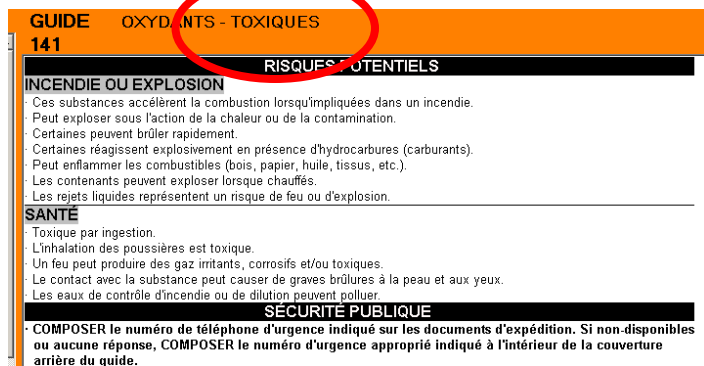 GUIDE OXYDANTS - TOXIQUES
141
RISQUES POTENTIELS
INCENDIE OU EXPLOSION
· Ces substances accélèrent la combustion lorsqu'impliquées dans un incendie.
· Peut exploser sous l'action de la chaleur ou de la contamination.
· Certaines peuvent brûler rapidement.
· Certaines réagissent explosivement en présence d'hydrocarbures (carburants).
· Peut enflammer les combustibles (bois, papier, huile, tissus, etc.).
· Les contenants peuvent exploser lorsque chauffés.
· Les rejets liquides représentent un risque de feu ou d'explosion.
SANTÉ
· Toxique par ingestion.
· L'inhalation des poussières est toxique.
· Un feu peut produire des gaz irritants, corrosifs et/ou toxiques.
· Le contact avec la substance peut causer de graves brûlures à la peau et aux yeux.
· Les eaux de contrôle d'incendie ou de dilution peuvent polluer.
SÉCURITÉ PUBLIQUE
· COMPOSER le numéro de téléphone d'urgence indiqué sur les documents d'expédition. Si non-disponibles
ou aucune réponse, COMPOSER le numéro d'urgence approprié indiqué à l'intérieur de la couverture
arrière du guide.